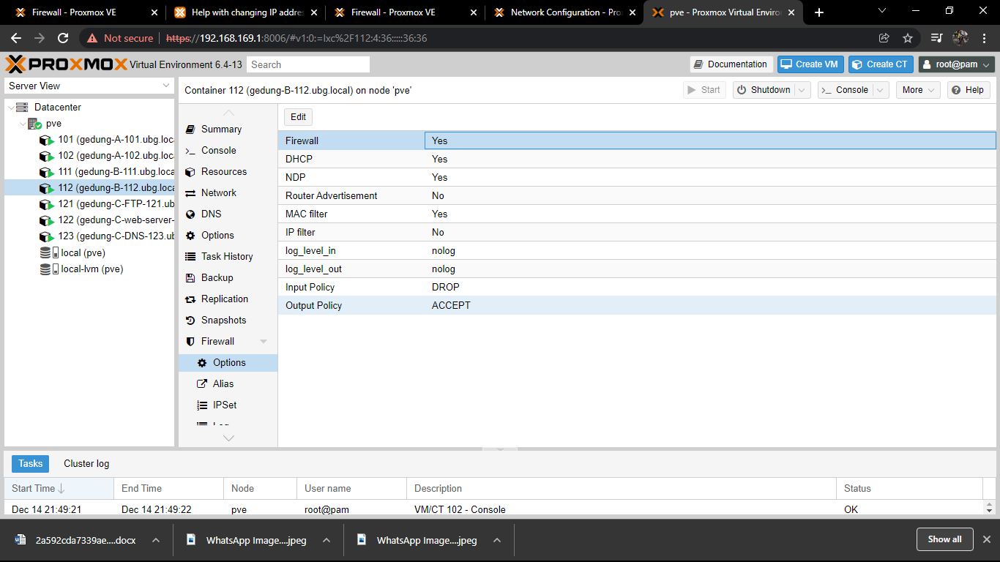 Firewall - Proxmox VE
Help with changing IP addre
Firewall - Proxmox VE
Network Configuration - Pro
pve - Proxmox Virtual Enviro
Not secure | https://192.168.169.1:8006/#v1:0:=lxc%2F112:4:36:::::36:36
PROXMOX Virtual Environment 6.4-13 Search Documentation Create VM Create CT root@pam
Server View
Container 112 (gedung-B-112.ubg.local) on node 'pve' Start Shutdown Console More Help
Datacenter
pve
101 (gedung-A-101.ubg.loca
102 (gedung-A-102.ubg.loca
111 (gedung-B-111.ubg.loca
112 (gedung-B-112.ubg.loca
121 (gedung-C-FTP-121.ub
122 (gedung-C-web-server-
123 (gedung-C-DNS-123.ub
local (pve)
local-lvm (pve)
Summary
Console
Resources
Network
DNS
Options
Task History
Backup
Replication
Snapshots
Firewall
Options
Alias
IPSet
Edit
Firewall Yes
DHCP Yes
NDP Yes
Router Advertisement No
MAC filter Yes
IP filter No
log_level_in nolog
log_level_out nolog
Input Policy DROP
Output Policy ACCEPT
Tasks Cluster log
Start Time End Time Node User name Description Status
Dec 14 21:49:21 Dec 14 21:49:22 pve root@pam VM/CT 102 - Console OK
2a592cda7339ae....docx
WhatsApp Image....jpeg
WhatsApp Image....jpeg
Show all